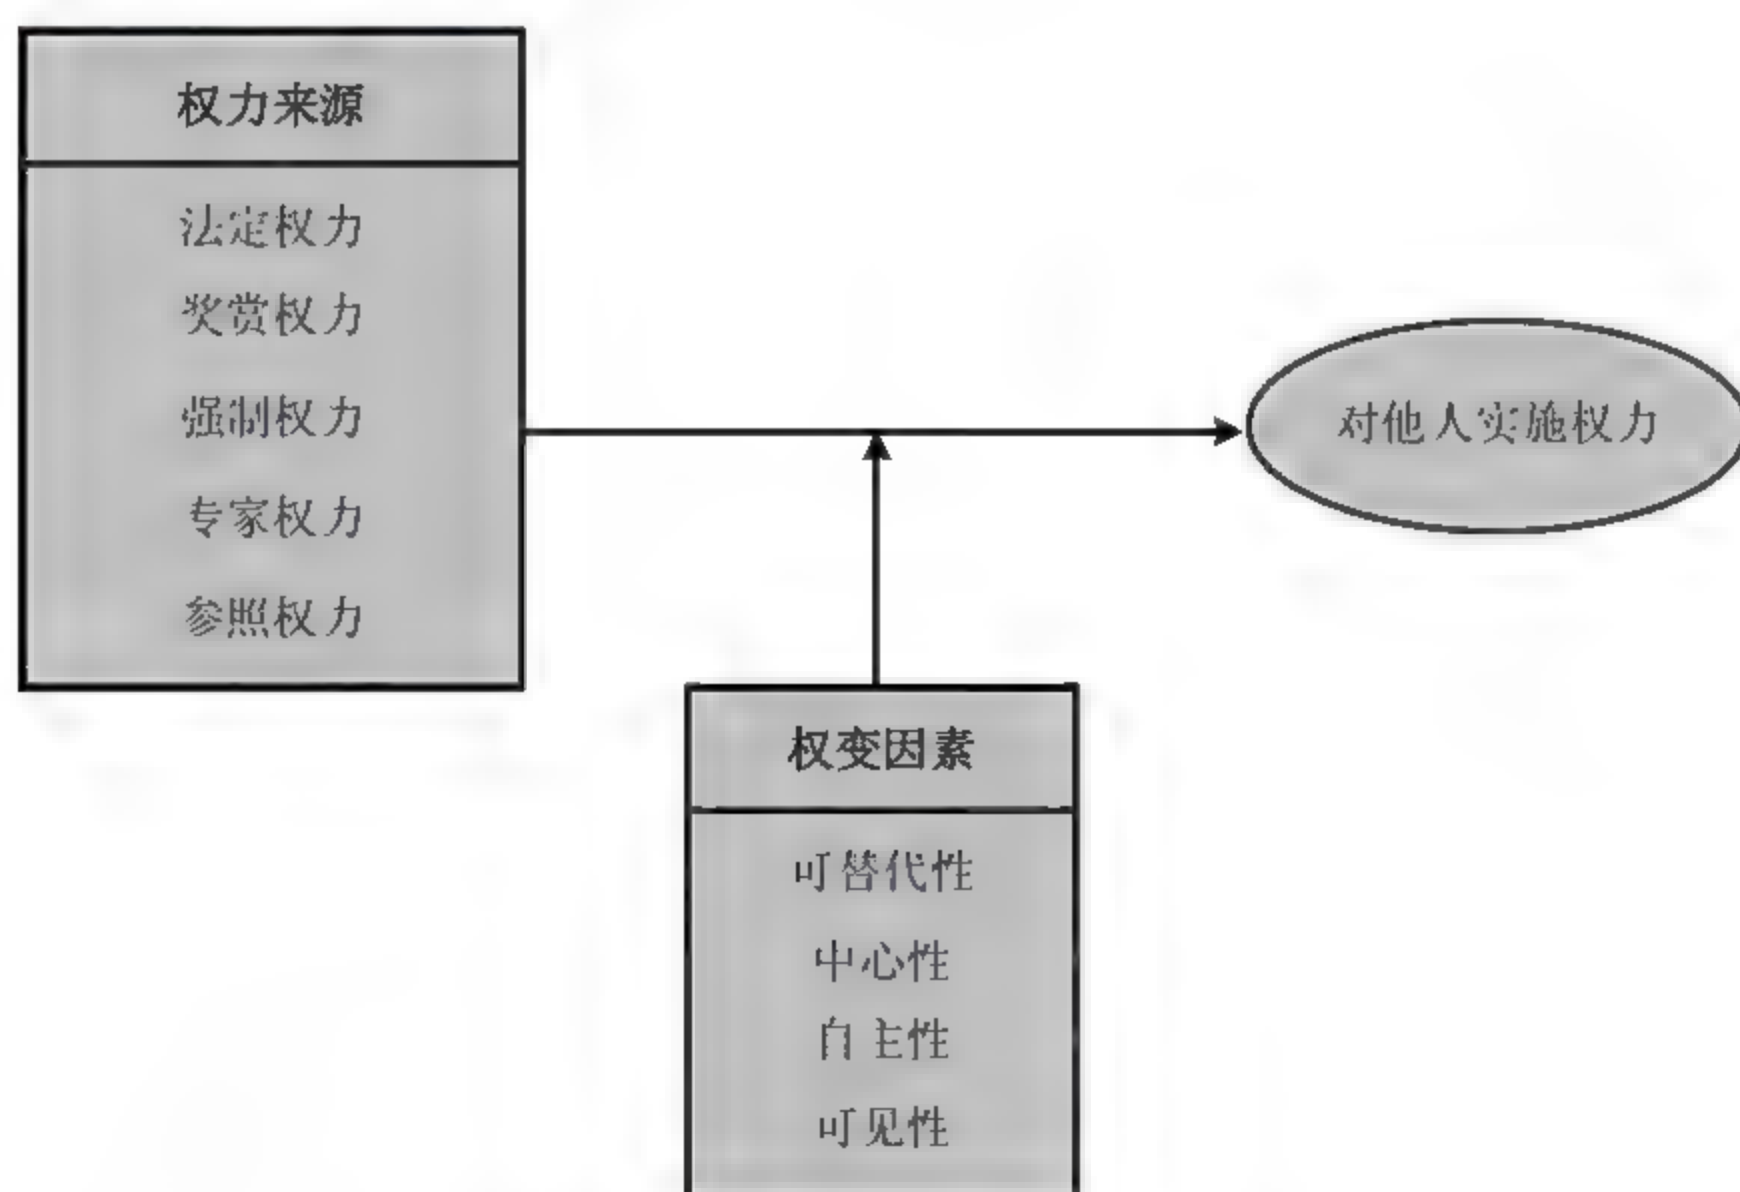 权力来源
法定权力
奖赏权力
强制权力
专家权力
参照权力
对他人实施权力
权变因素
可替代性
中心性
自主性
可见性